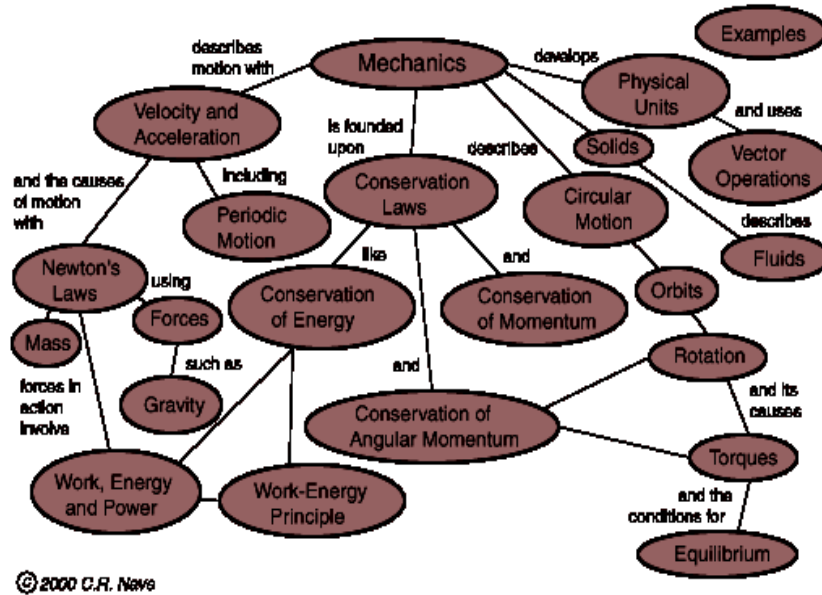 describes
motion with
Mechanics
develops
Examples
Physical
Units
Velocity and
Acceleration
is founded
upon
describes
Solids
and uses
Vector
Operations
and the causes
of motion
with
including
Periodic
Motion
Conservation
Laws
Circular
Motion
describes
Fluids
Newton's
Laws
using
like
and
Conservation
of Energy
Conservation
of Momentum
Orbits
Mass
Forces
such as
and
Rotation
forces in
action
involve
Gravity
and its
causes
Conservation of
Angular Momentum
Torques
Work, Energy
and Power
Work-Energy
Principle
and the
conditions for
Equilibrium
© 2000 C.R. Nave